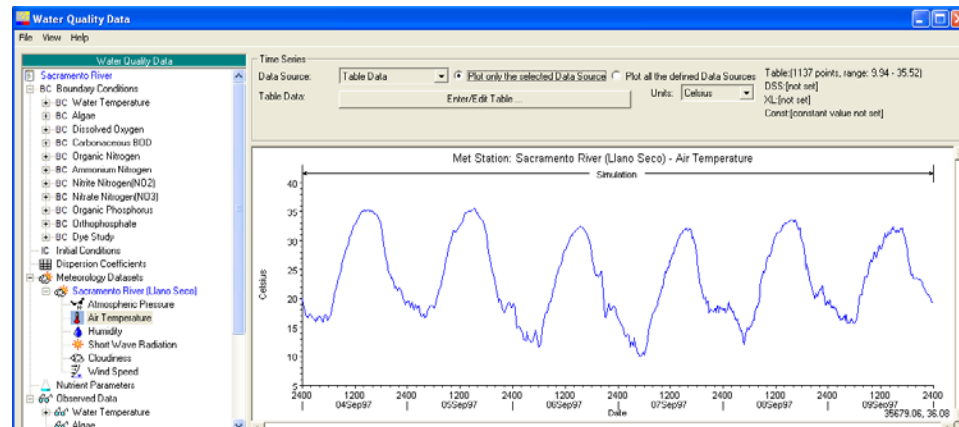 Water Quality Data
File View Help
Water Quality Data
Sacramento River
BC Boundary Conditions
BC Water Temperature
BC Algae
BC Dissolved Oxygen
BC Carbonaceous BOD
BC Organic Nitrogen
BC Ammonium Nitrogen
BC Nitrite Nitrogen(NO2)
BC Nitrate Nitrogen(NO3)
BC Organic Phosphorus
BC Orthophosphate
BC Dye Study
IC Initial Conditions
Dispersion Coefficients
Meteorology Datasets
Sacramento River (Llano Seco)
Atmospheric Pressure
Air Temperature
Humidity
Short Wave Radiation
Cloudiness
Wind Speed
Nutrient Parameters
Observed Data
Water Temperature
Algae
Time Series
Data Source: Table Data Plot only the selected Data Source Plot all the defined Data Sources
Table Data: Enter/Edit Table ... Units: Celsius
Table:(1137 points, range: 9.94 - 35.52)
DSS:[not set]
XL:[not set]
Const:[constant value not set]
Met Station: Sacramento River (Llano Seco) - Air Temperature
Simulation
40
35
30
25
20
15
10
5
Celsius
2400 1200 2400 1200 2400 1200 2400 1200 2400 1200 2400 1200 2400
04Sep97 05Sep97 06Sep97 07Sep97 08Sep97 09Sep97
Date
35679.06, 36.08